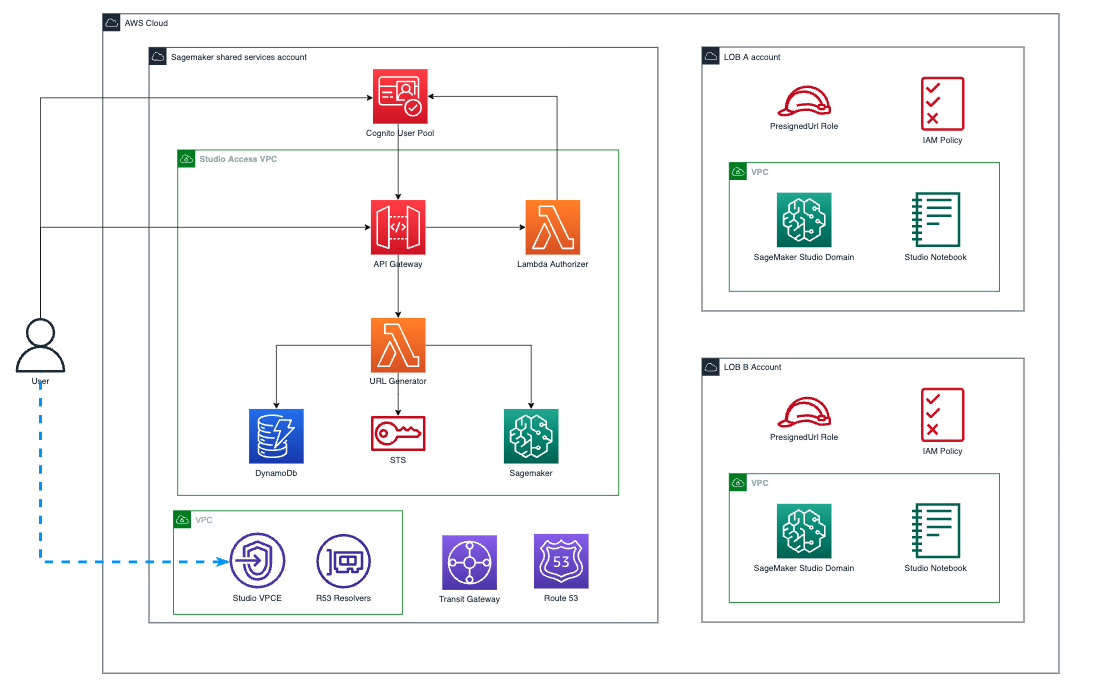 AWS Cloud
Sagemaker shared services account
Cognito User Pool
Studio Access VPC
API Gateway
Lambda Authorizer
URL Generator
DynamoDb
STS
Sagemaker
VPC
Studio VPCE
R53 Resolvers
Transit Gateway
53
Route 53
User
LOB A account
PresignedUrl Role
IAM Policy
VPC
SageMaker Studio Domain
Studio Notebook
LOB B Account
PresignedUrl Role
IAM Policy
VPC
SageMaker Studio Domain
Studio Notebook